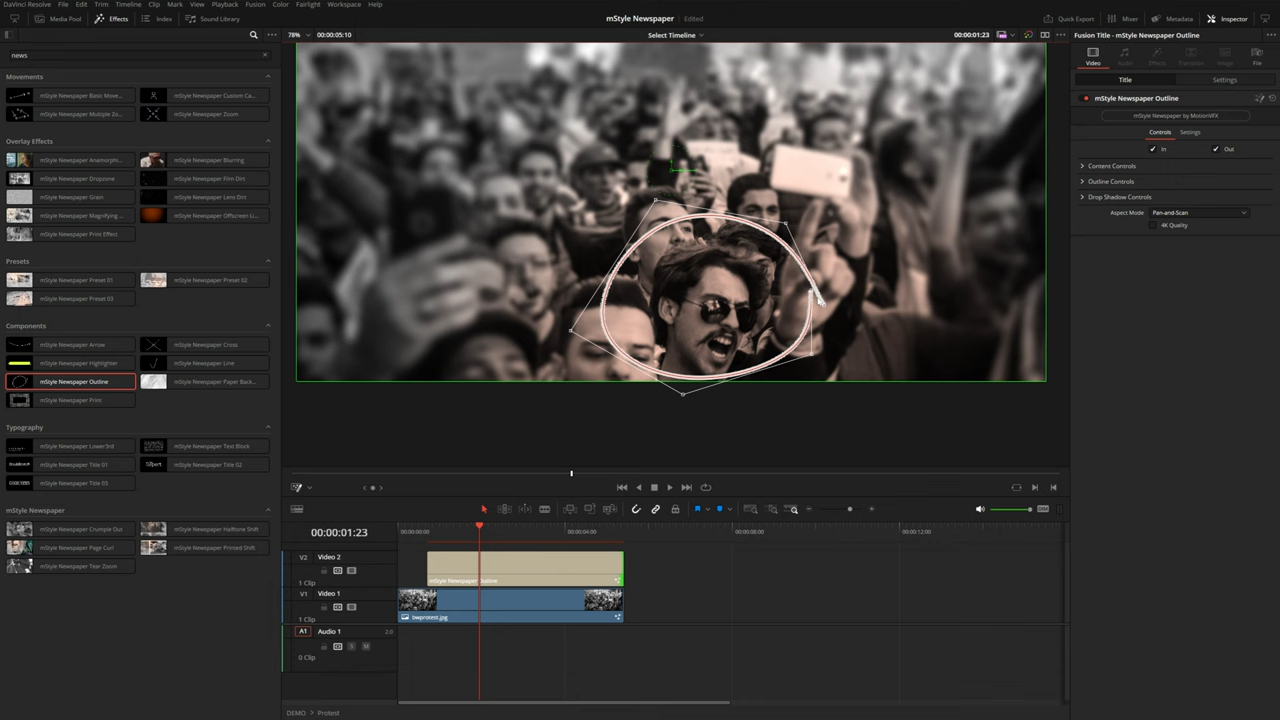 DaVinci Resolve File Edit Trim Timeline Clip Mark View Playback Fusion Color Fairlight Workspace Help
Media Pool Effects Index Sound Library mStyle Newspaper Edited Quick Export Mixer Metadata Inspector
78% 00:00:05:10 Select Timeline 00:00:01:23 Fusion Title - mStyle Newspaper Outline
news
Video Audio Effects Transition Image File
Title Settings
Movements
mStyle Newspaper Basic Move... mStyle Newspaper Custom Ca...
mStyle Newspaper Multiple Zo... mStyle Newspaper Zoom
Overlay Effects
mStyle Newspaper Anamorphi... mStyle Newspaper Blurring
mStyle Newspaper Dropzone mStyle Newspaper Film Dirt
mStyle Newspaper Grain mStyle Newspaper Lens Dirt
mStyle Newspaper Magnifying ... mStyle Newspaper Offscreen Li...
mStyle Newspaper Print Effect
Presets
mStyle Newspaper Preset 01 mStyle Newspaper Preset 02
mStyle Newspaper Preset 03
Components
mStyle Newspaper Arrow mStyle Newspaper Cross
mStyle Newspaper Highlighter mStyle Newspaper Line
mStyle Newspaper Outline mStyle Newspaper Paper Back...
mStyle Newspaper Print
Typography
mStyle Newspaper Lower3rd mStyle Newspaper Text Block
mStyle Newspaper Title 01 mStyle Newspaper Title 02
mStyle Newspaper Title 03
mStyle Newspaper
mStyle Newspaper Crumple Out mStyle Newspaper Halftone Shift
mStyle Newspaper Page Curl mStyle Newspaper Printed Shift
mStyle Newspaper Tear Zoom
mStyle Newspaper Outline
mStyle Newspaper by MotionVFX
Controls Settings
In Out
Content Controls
Outline Controls
Drop Shadow Controls
Aspect Mode Pan-and-Scan
4K Quality
DIM
00:00:01:23 00:00:00:00 00:00:04:00 00:00:08:00 00:00:12:00
V2 Video 2
1 Clip mStyle Newspaper Outline
V1 Video 1
1 Clip bwprotest.jpg
A1 Audio 1 2.0
S M
0 Clip
DEMO Protest